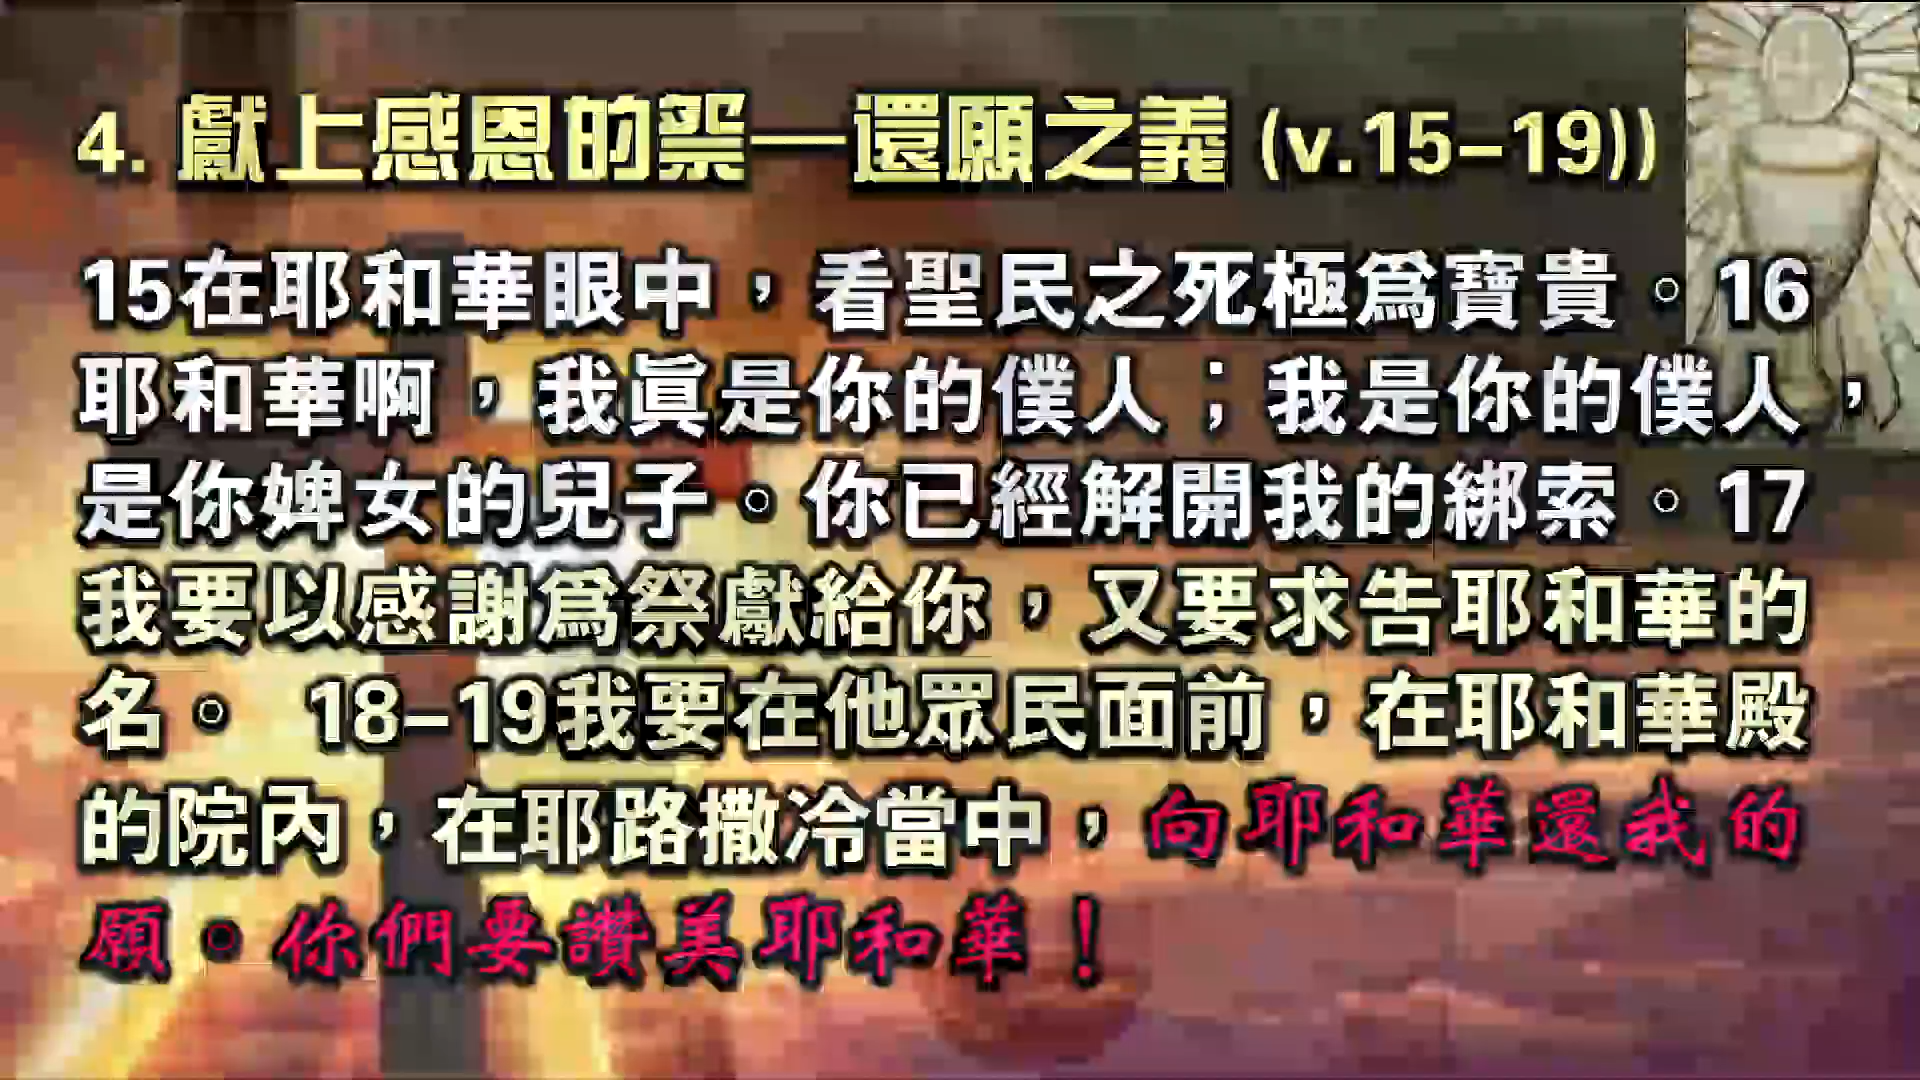 4. 獻上感恩的祭—還願之義 (v.15-19))
15在耶和華眼中，看聖民之死極為寶貴。16
耶和華啊，我眞是你的僕人；我是你的僕人，
是你婢女的兒子。你已經解開我的綁索。17
我要以感謝為祭獻給你，又要求告耶和華的
名。 18-19我要在他眾民面前，在耶和華殿
的院內，在耶路撒冷當中，向耶和華還我的
願。你們要讚美耶和華！